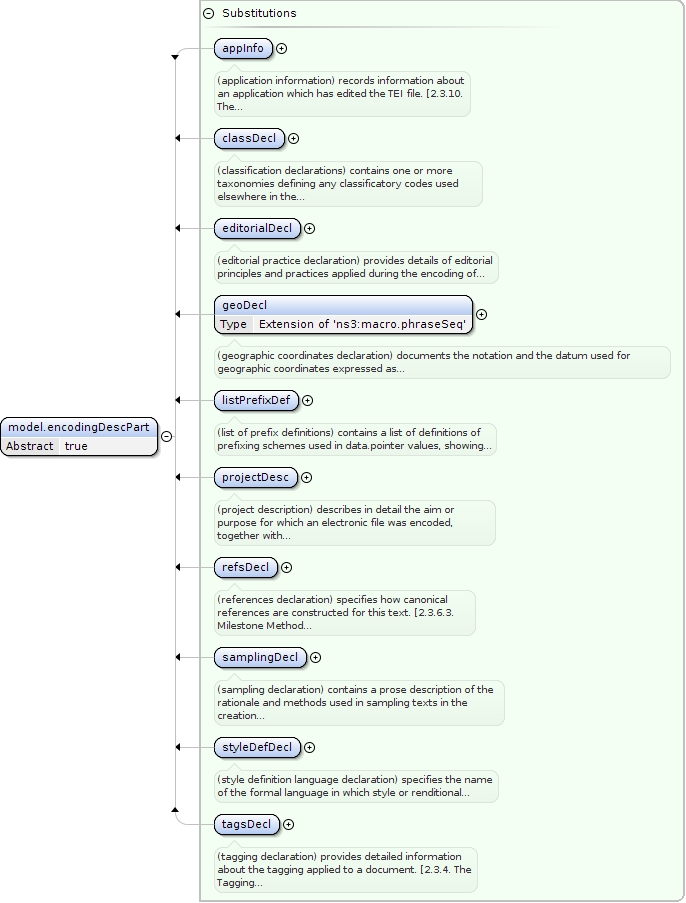 Substitutions
appInfo
(application information) records information about
an application which has edited the TEI file. [2.3.10.
The...
classDecl
(classification declarations) contains one or more
taxonomies defining any classificatory codes used
elsewhere in the...
editorialDecl
(editorial practice declaration) provides details of editorial
principles and practices applied during the encoding of...
geoDecl
Type Extension of 'ns3:macro.phraseSeq'
(geographic coordinates declaration) documents the notation and the datum used for
geographic coordinates expressed as...
listPrefixDef
(list of prefix definitions) contains a list of definitions of
prefixing schemes used in data.pointer values, showing...
model.encodingDescPart
Abstract true
projectDesc
(project description) describes in detail the aim or
purpose for which an electronic file was encoded,
together with...
refsDecl
(references declaration) specifies how canonical
references are constructed for this text. [2.3.6.3.
Milestone Method...
samplingDecl
(sampling declaration) contains a prose description of the
rationale and methods used in sampling texts in the
creation...
styleDefDecl
(style definition language declaration) specifies the name
of the formal language in which style or renditional...
tagsDecl
(tagging declaration) provides detailed information
about the tagging applied to a document. [2.3.4. The
Tagging...